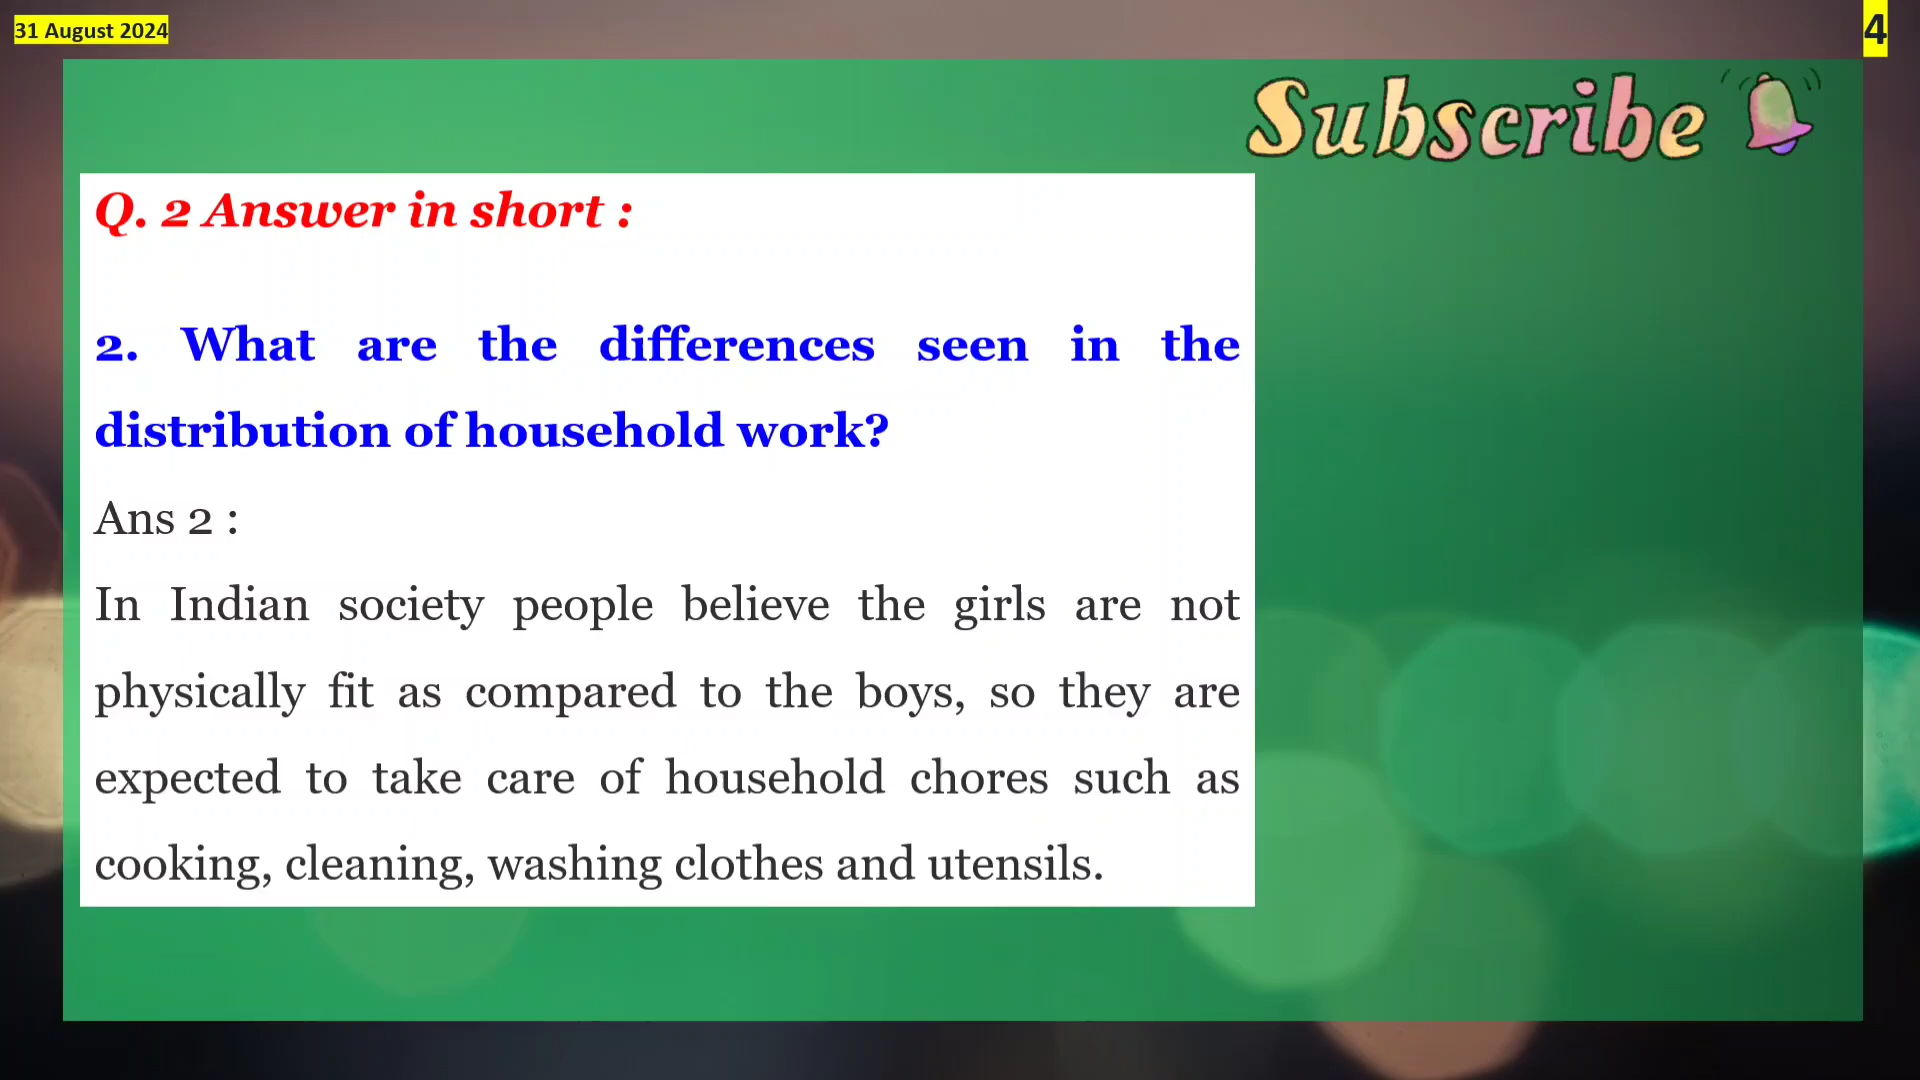 31 August 2024
4
Subscribe
Q. 2 Answer in short :
2. What are the differences seen in the
distribution of household work?
Ans 2 :
In Indian society people believe the girls are not
physically fit as compared to the boys, so they are
expected to take care of household chores such as
cooking, cleaning, washing clothes and utensils.